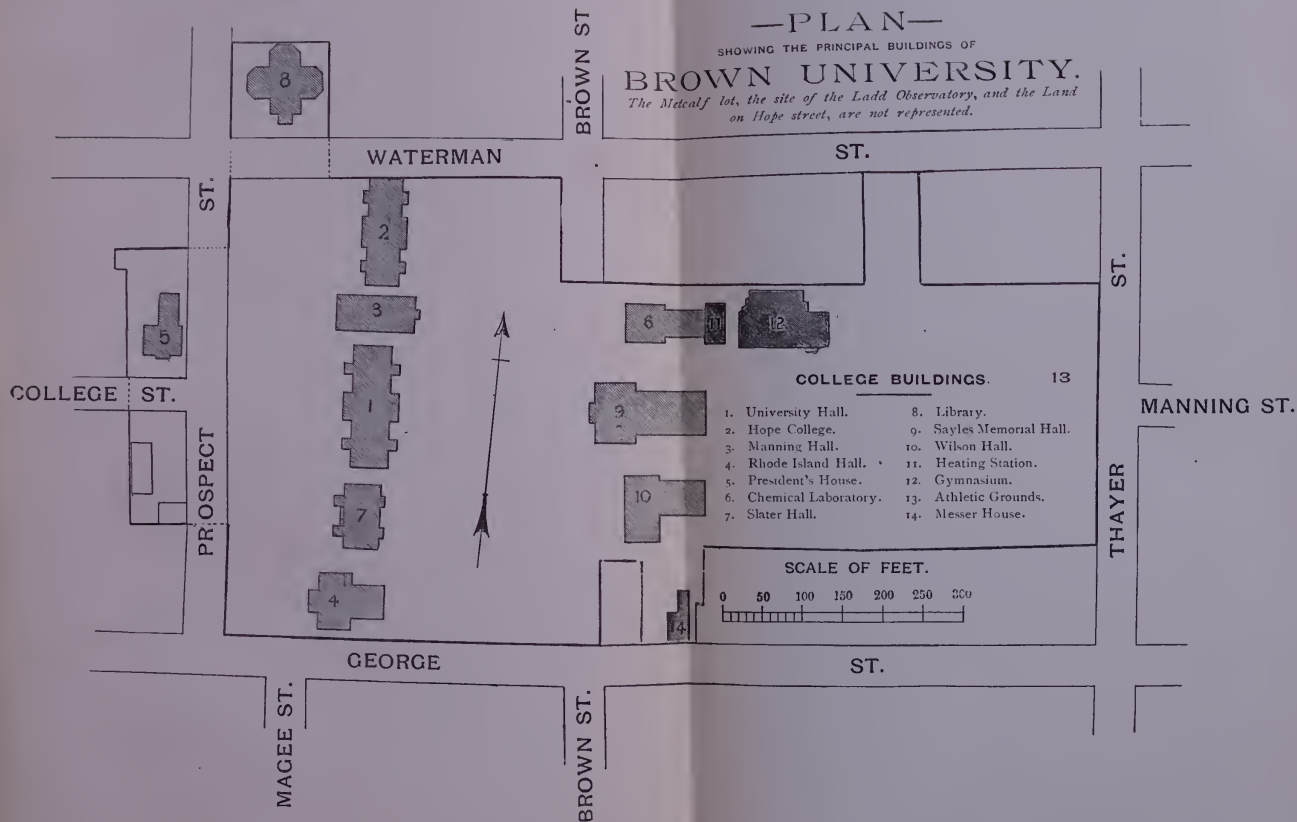 —PLAN—
SHOWING THE PRINCIPAL BUILDINGS OF
BROWN UNIVERSITY.
The Metcalf lot, the site of the Ladd Observatory, and the Land
on Hope street, are not represented.
BROWN ST
8
WATERMAN ST.
ST.
ST.
2
3
5
6
11
12
COLLEGE ST.
1
9
COLLEGE BUILDINGS.
13
MANNING ST.
1. University Hall.
2. Hope College.
3. Manning Hall.
4. Rhode Island Hall.
5. President's House.
6. Chemical Laboratory.
7. Slater Hall.
8. Library.
9. Sayles Memorial Hall.
10. Wilson Hall.
11. Heating Station.
12. Gymnasium.
13. Athletic Grounds.
14. Messer House.
PROSPECT
7
10
THAYER
4
14
SCALE OF FEET.
0 50 100 150 200 250 300
GEORGE ST.
MAGEE ST.
BROWN ST.